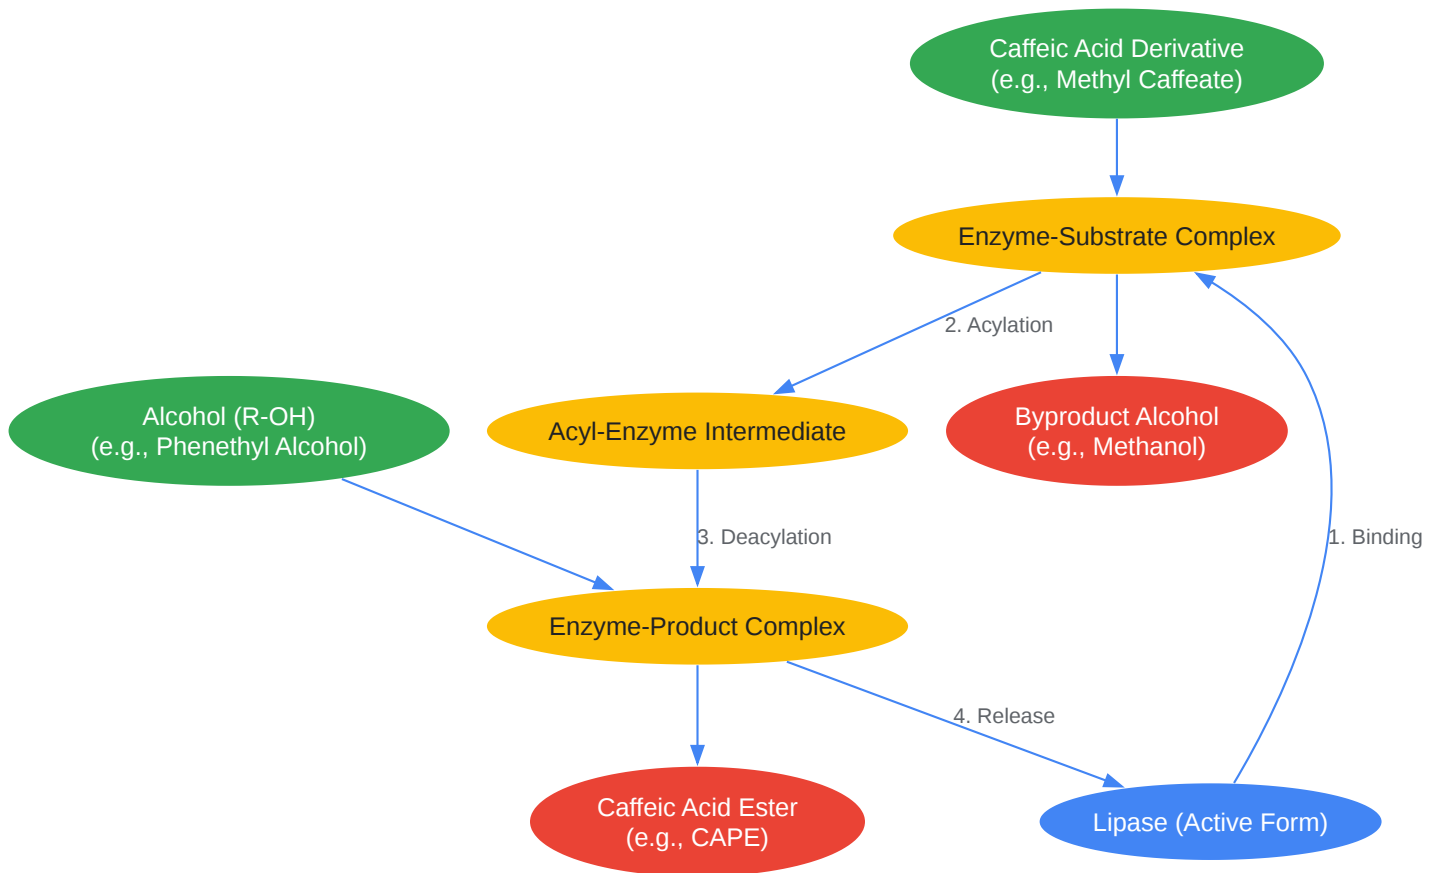 Caffeic Acid Derivative
(e.g., Methyl Caffeate)
Enzyme-Substrate Complex
2. Acylation
Alcohol (R-OH)
(e.g., Phenethyl Alcohol)
Acyl-Enzyme Intermediate
Byproduct Alcohol
(e.g., Methanol)
3. Deacylation
1. Binding
Enzyme-Product Complex
4. Release
Caffeic Acid Ester
(e.g., CAPE)
Lipase (Active Form)